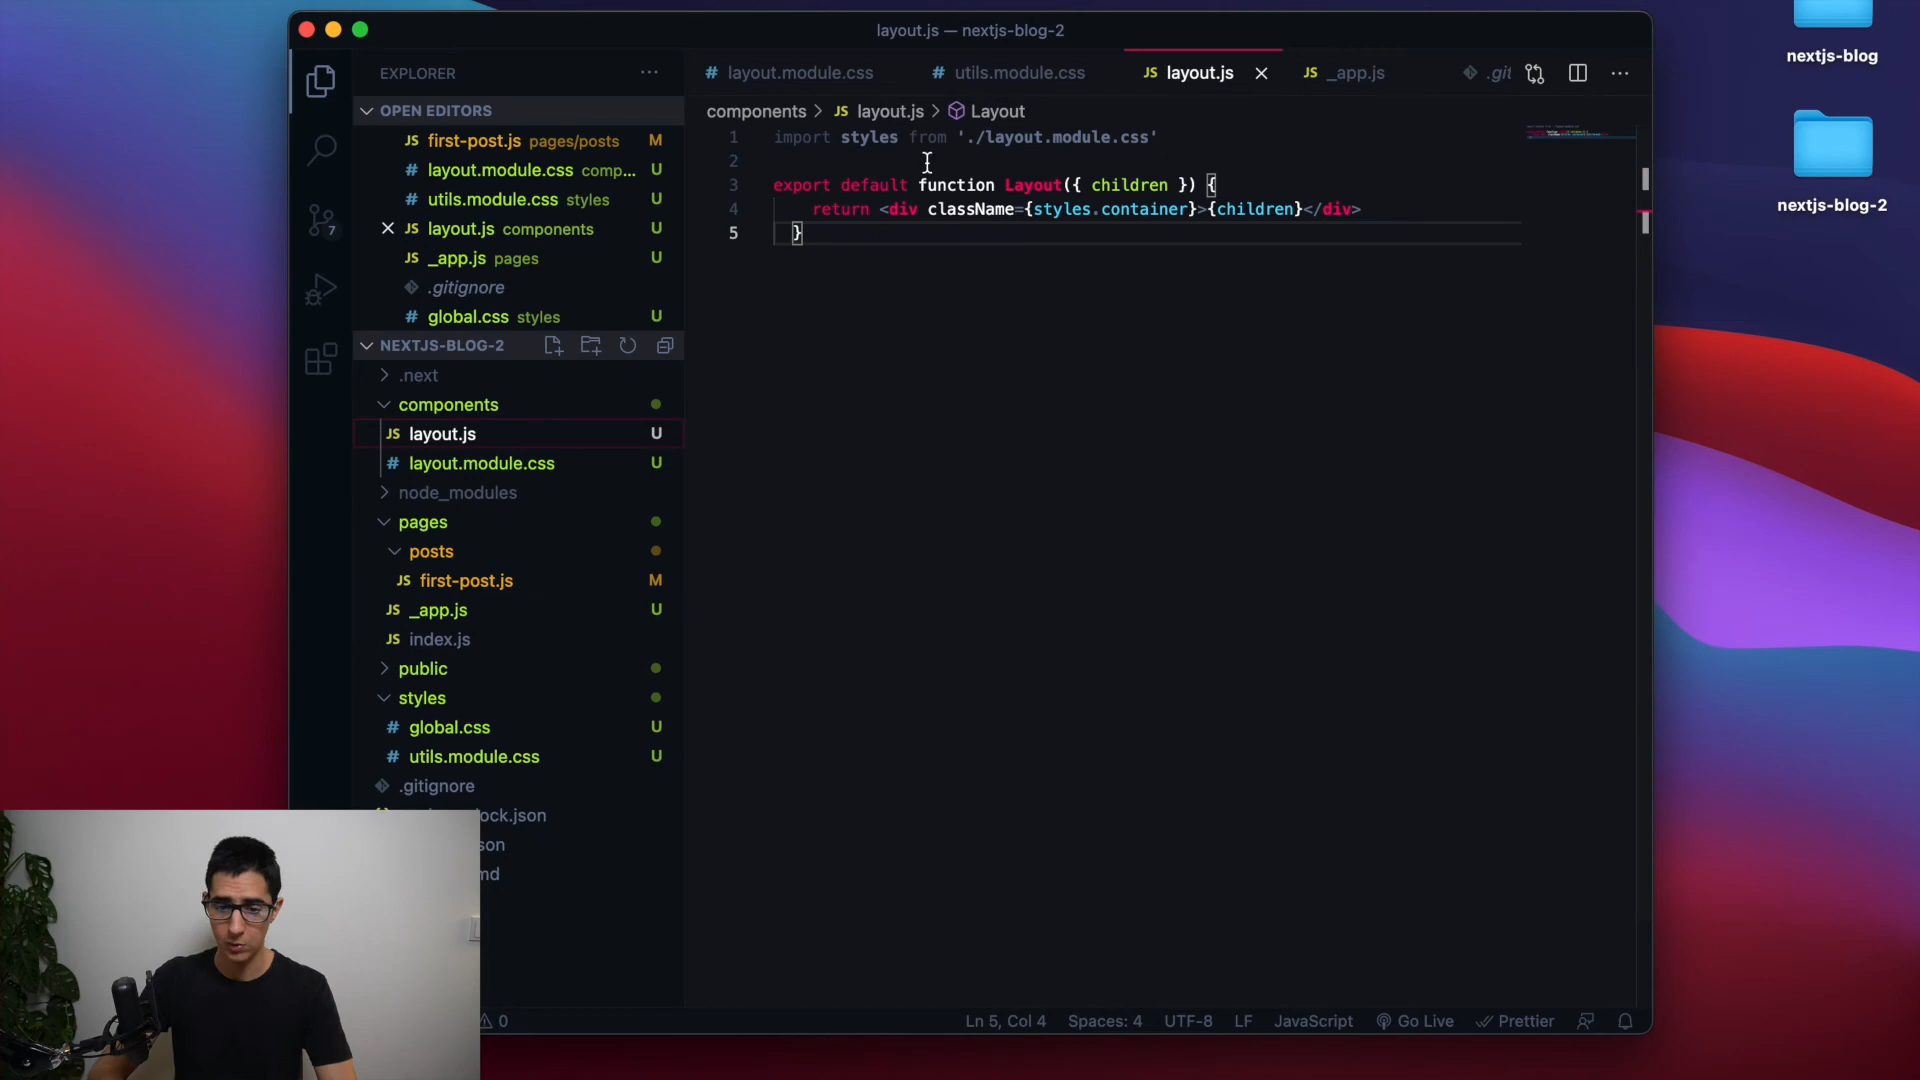 layout.js — nextjs-blog-2
nextjs-blog
nextjs-blog-2
EXPLORER
OPEN EDITORS
first-post.js pages/posts M
layout.module.css comp... U
utils.module.css styles U
layout.js components U
_app.js pages U
.gitignore
global.css styles U
7
NEXTJS-BLOG-2
.next
components
JS layout.js U
# layout.module.css U
node_modules
pages
posts
JS first-post.js M
JS _app.js U
JS index.js
public
styles
# global.css U
# utils.module.css U
.gitignore
ock.json
son
md
# layout.module.css
# utils.module.css
JS layout.js
JS _app.js
.git
components > JS layout.js > Layout
1 import styles from './layout.module.css'
2
3 export default function Layout({ children }) {
4 return <div className={styles.container}>{children}</div>
5 }
0
Ln 5, Col 4
Spaces: 4
UTF-8
LF
JavaScript
Go Live
Prettier